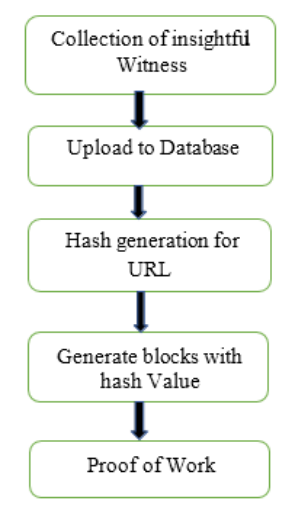 Collection of insightful
Witness
Upload to Database
Hash generation for
URL
Generate blocks with
hash Value
Proof of Work